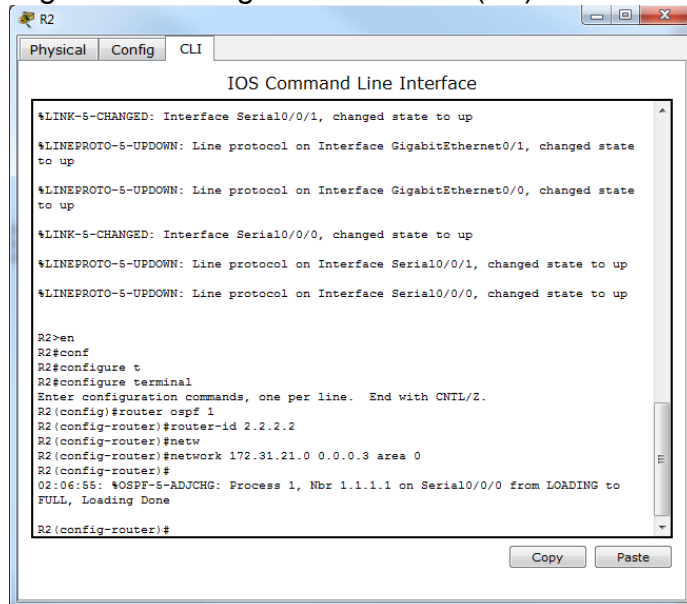 R2
Physical Config CLI
IOS Command Line Interface
%LINK-5-CHANGED: Interface Serial0/0/1, changed state to up
%LINEPROTO-5-UPDOWN: Line protocol on Interface GigabitEthernet0/1, changed state
to up
%LINEPROTO-5-UPDOWN: Line protocol on Interface GigabitEthernet0/0, changed state
to up
%LINK-5-CHANGED: Interface Serial0/0/0, changed state to up
%LINEPROTO-5-UPDOWN: Line protocol on Interface Serial0/0/1, changed state to up
%LINEPROTO-5-UPDOWN: Line protocol on Interface Serial0/0/0, changed state to up
R2>en
R2#conf
R2#configure t
R2#configure terminal
Enter configuration commands, one per line. End with CNTL/Z.
R2(config)#router ospf 1
R2(config-router)#router-id 2.2.2.2
R2(config-router)#netw
R2(config-router)#network 172.31.21.0 0.0.0.3 area 0
R2(config-router)#
02:06:55: %OSPF-5-ADJCHG: Process 1, Nbr 1.1.1.1 on Serial0/0/0 from LOADING to
FULL, Loading Done
R2(config-router)#
Copy Paste